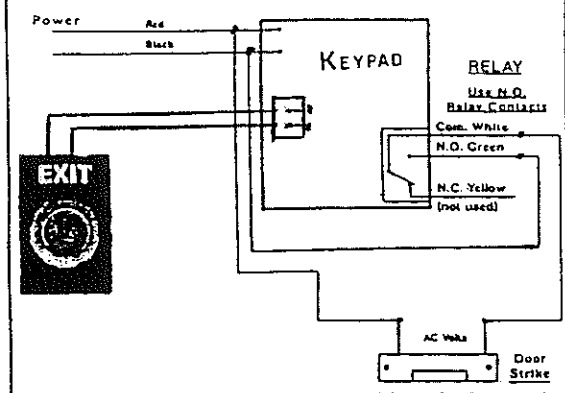 Power
Red
Black
KEYPAD
RELAY
Use N.O.
Relay Contacts
Com. White
N.O. Green
N.C. Yellow
(not used)
EXIT
AC Volts
Door
Strike